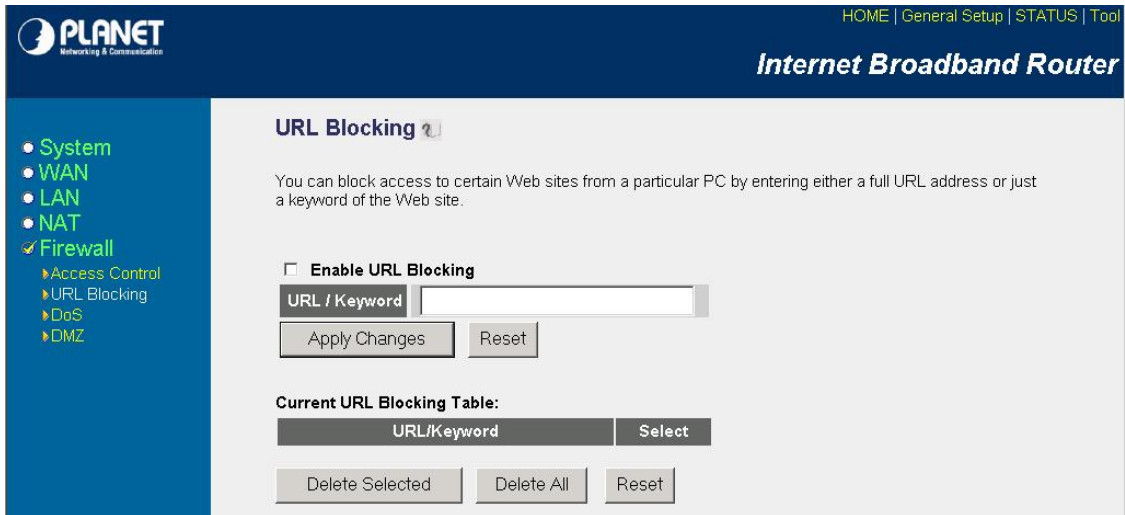 PLANET
Networking & Communication
HOME | General Setup | STATUS | Tool
Internet Broadband Router
System
WAN
LAN
NAT
Firewall
Access Control
URL Blocking
DoS
DMZ
URL Blocking
You can block access to certain Web sites from a particular PC by entering either a full URL address or just
a keyword of the Web site.
Enable URL Blocking
URL / Keyword
Apply Changes Reset
Current URL Blocking Table:
URL/Keyword Select
Delete Selected Delete All Reset